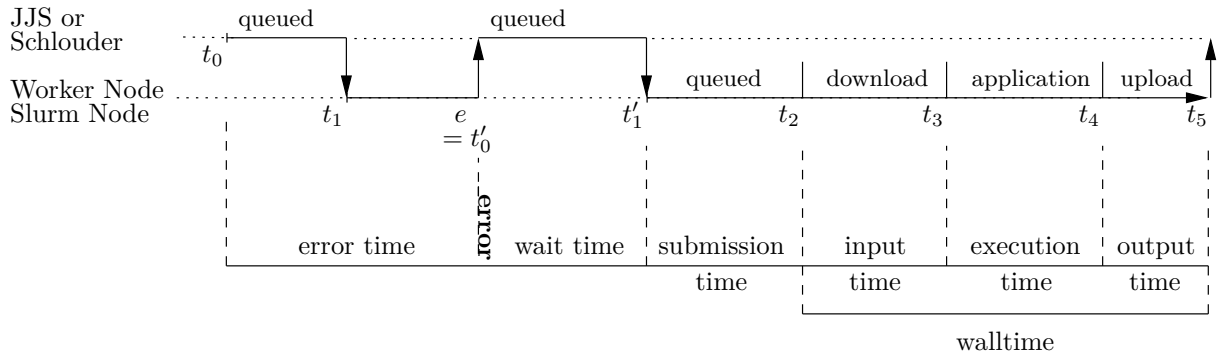 JJS or
Schlouder
queued
queued
t₀
Worker Node
Slurm Node
queued
download
application
upload
t₁
e
= t′₀
t′₁
t₂
t₃
t₄
t₅
error
error time
wait time
submission
time
input
time
execution
time
output
time
walltime